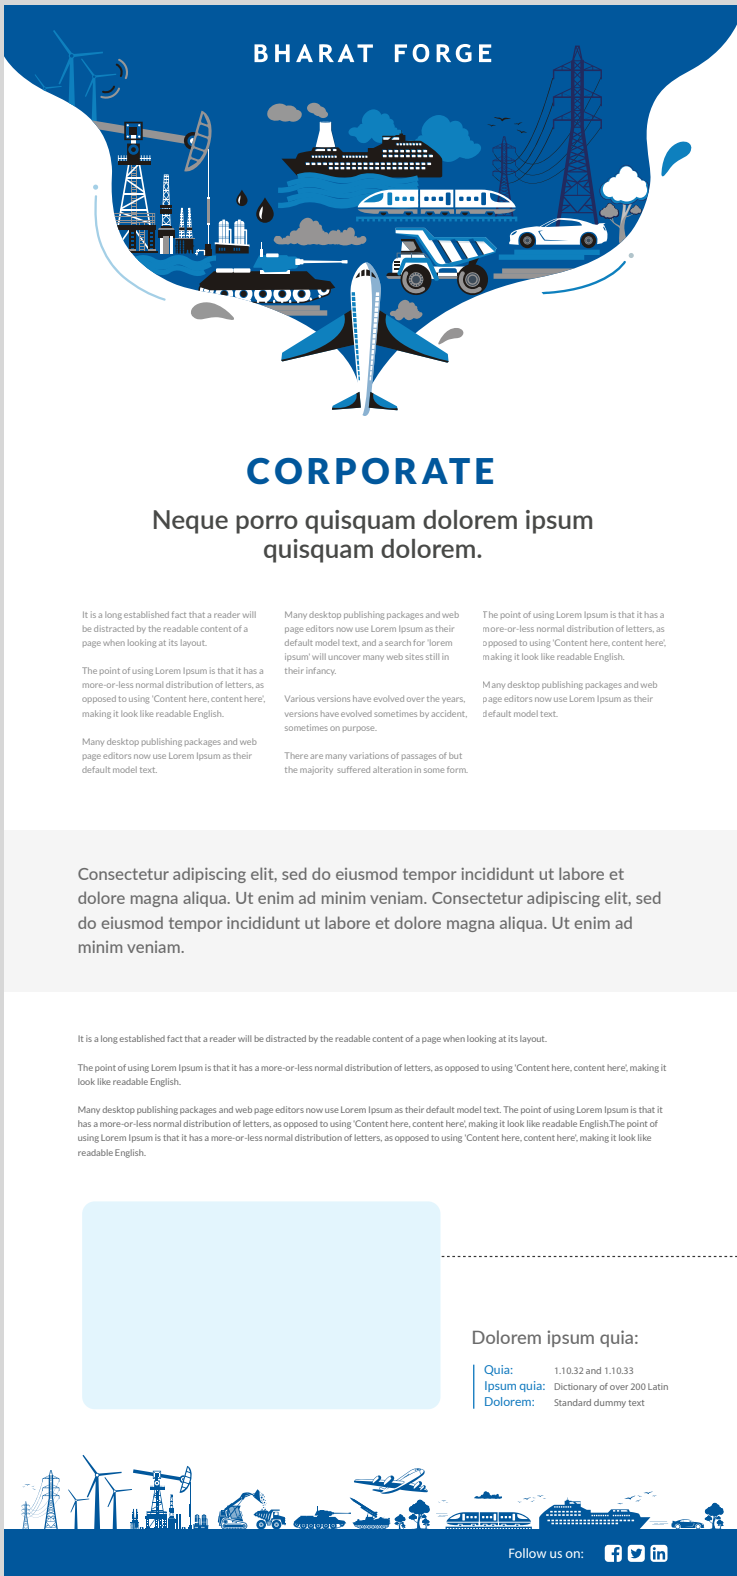 BHARAT FORGE
CORPORATE
Neque porro quisquam dolorem ipsum
quisquam dolorem.
It is a long established fact that a reader will
be distracted by the readable content of a
page when looking at its layout.
The point of using Lorem Ipsum is that it has a
more-or-less normal distribution of letters, as
opposed to using 'Content here, content here',
making it look like readable English.
Many desktop publishing packages and web
page editors now use Lorem Ipsum as their
default model text.
Many desktop publishing packages and web
page editors now use Lorem Ipsum as their
default model text, and a search for 'lorem
ipsum' will uncover many web sites still in
their infancy.
Various versions have evolved over the years,
versions have evolved sometimes by accident,
sometimes on purpose.
There are many variations of passages of but
the majority suffered alteration in some form.
The point of using Lorem Ipsum is that it has a
more-or-less normal distribution of letters, as
opposed to using 'Content here, content here',
making it look like readable English.
Many desktop publishing packages and web
page editors now use Lorem Ipsum as their
default model text.
Consectetur adipiscing elit, sed do eiusmod tempor incididunt ut labore et
dolore magna aliqua. Ut enim ad minim veniam. Consectetur adipiscing elit, sed
do eiusmod tempor incididunt ut labore et dolore magna aliqua. Ut enim ad
minim veniam.
It is a long established fact that a reader will be distracted by the readable content of a page when looking at its layout.
The point of using Lorem Ipsum is that it has a more-or-less normal distribution of letters, as opposed to using 'Content here, content here', making it
look like readable English.
Many desktop publishing packages and web page editors now use Lorem Ipsum as their default model text. The point of using Lorem Ipsum is that it
has a more-or-less normal distribution of letters, as opposed to using 'Content here, content here', making it look like readable English.The point of
using Lorem Ipsum is that it has a more-or-less normal distribution of letters, as opposed to using 'Content here, content here', making it look like
readable English.
Dolorem ipsum quia:
Quia: 1.10.32 and 1.10.33
Ipsum quia: Dictionary of over 200 Latin
Dolorem: Standard dummy text
Follow us on: